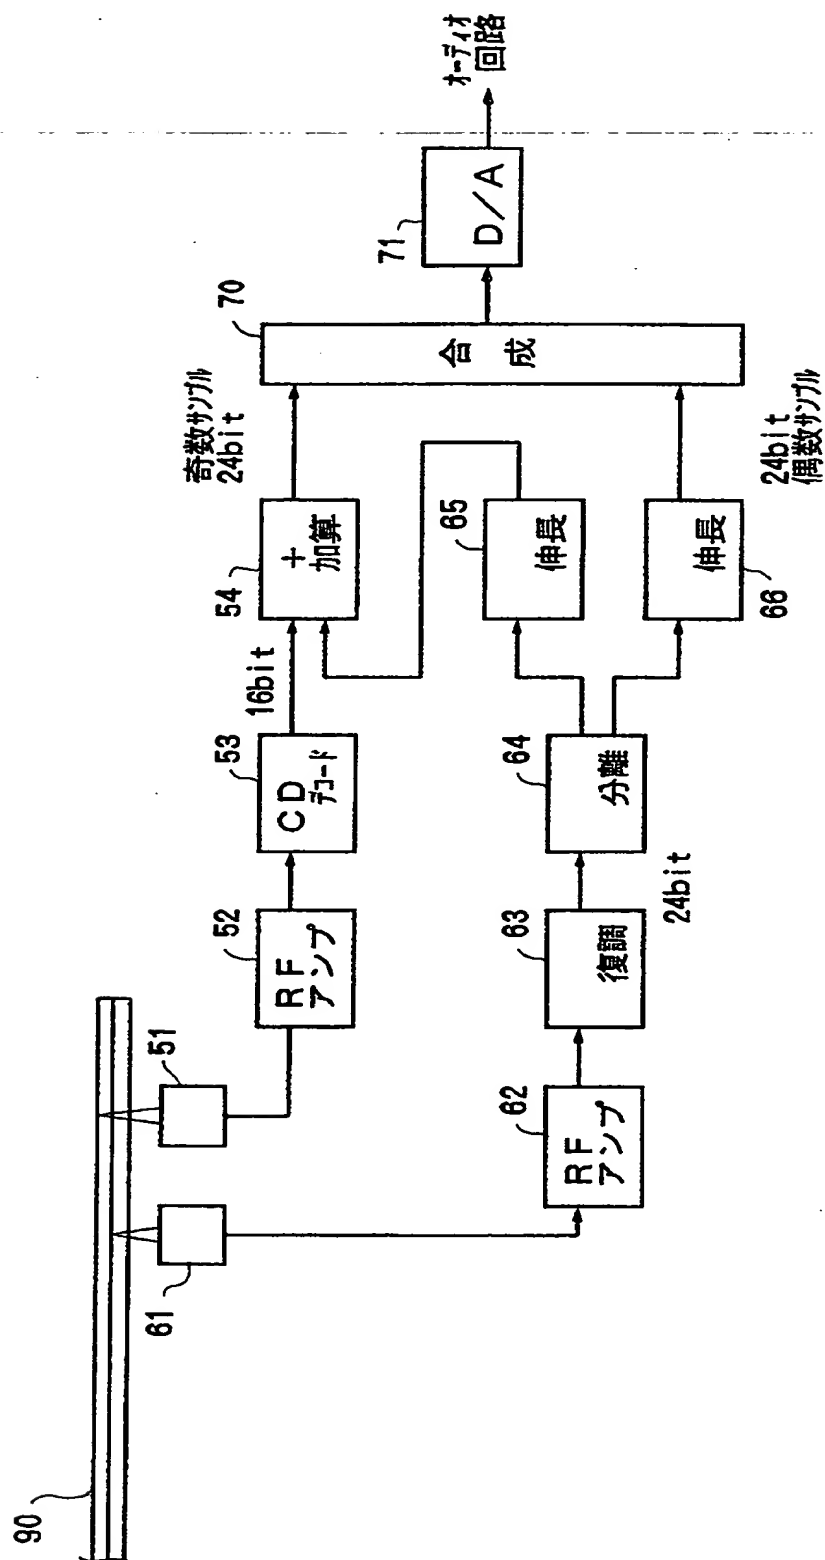 90
61
51
62
RF
アンプ
52
RF
アンプ
63
復調
24bit
53
CD
デコード
64
分離
16bit
54
+
加算
65
伸長
66
伸長
奇数サンプル
24bit
24bit
偶数サンプル
70
合成
71
D/A
オーディオ
回路